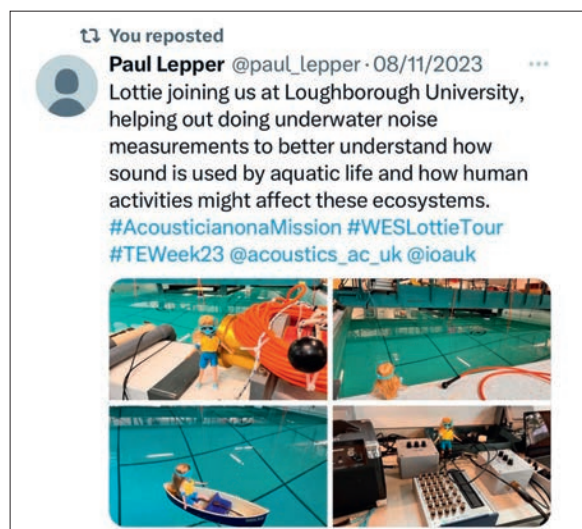 You reposted
Paul Lepper @paul_lepper · 08/11/2023 ...
Lottie joining us at Loughborough University,
helping out doing underwater noise
measurements to better understand how
sound is used by aquatic life and how human
activities might affect these ecosystems.
#AcousticianonaMission #WESLottieTour
#TEWeek23 @acoustics_ac_uk @ioauk